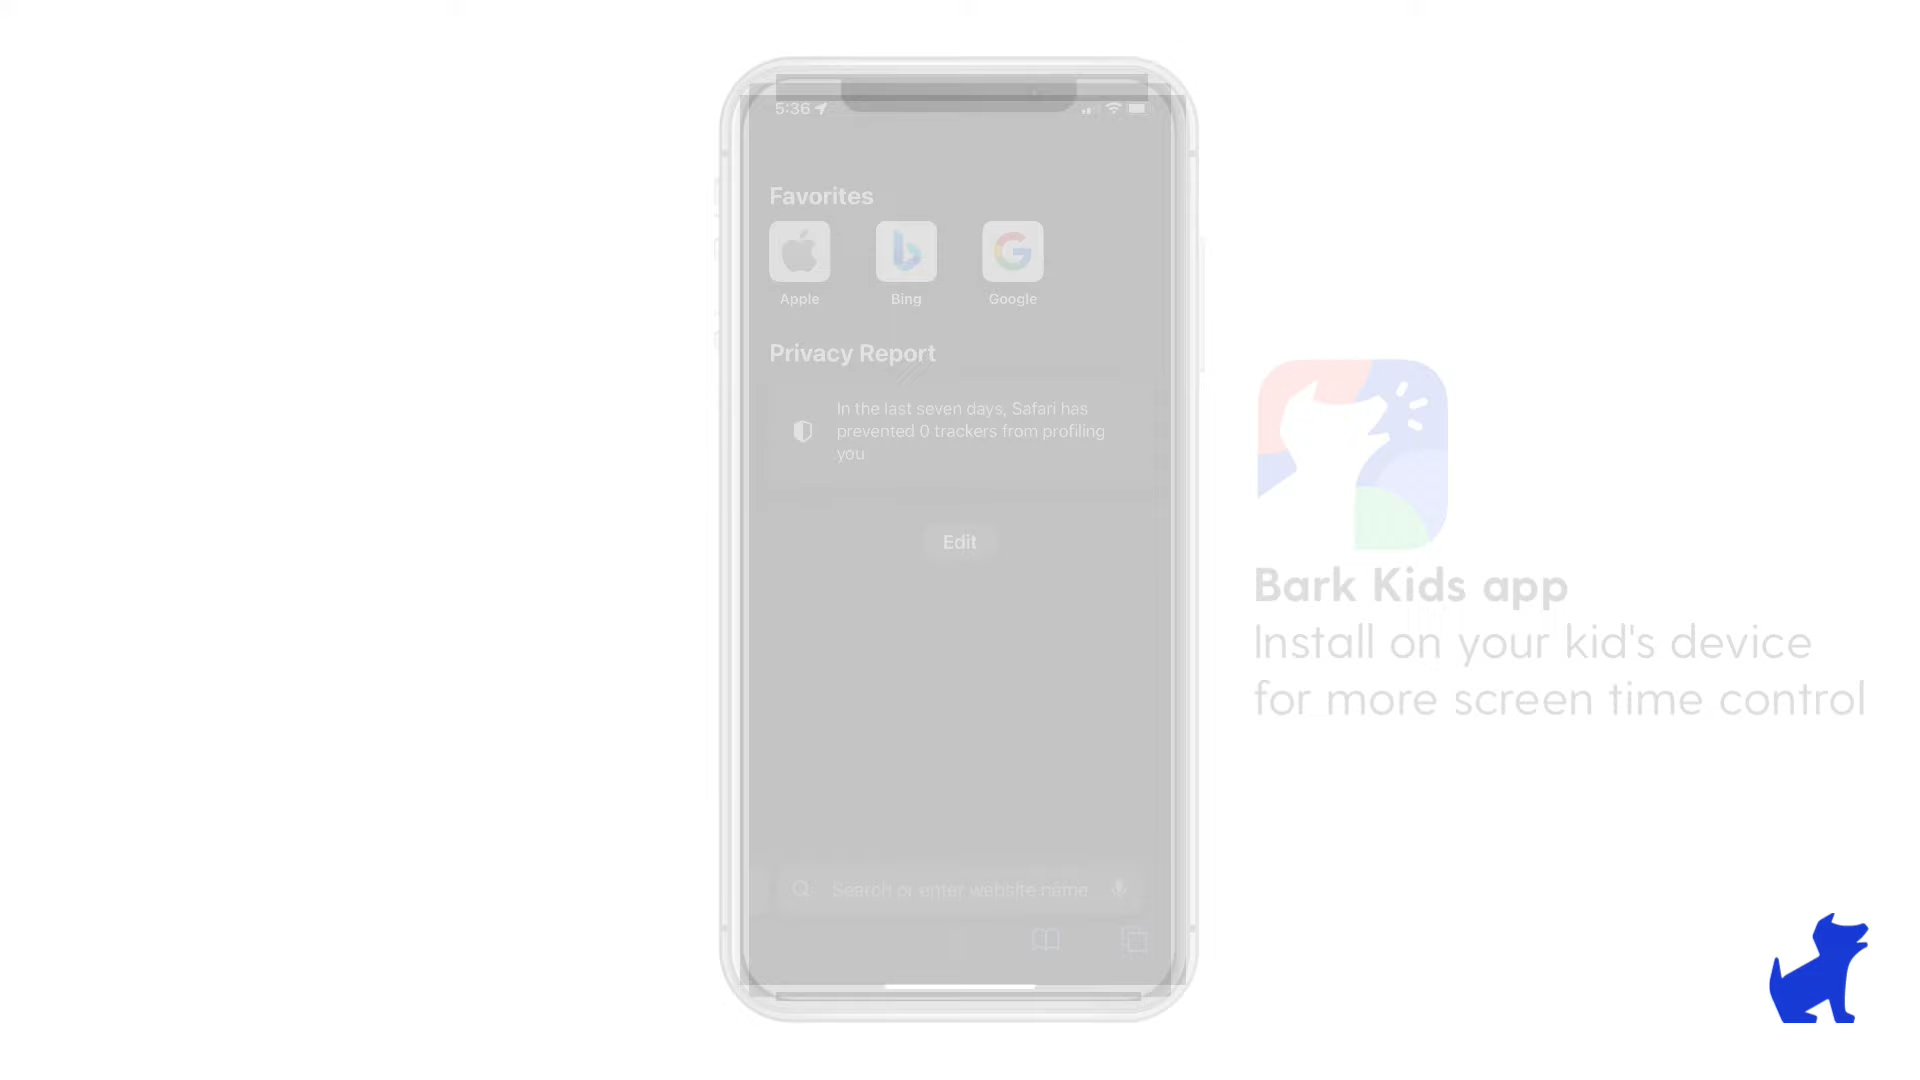 5:36
Favorites
Apple
Bing
Google
Privacy Report
In the last seven days, Safari has
prevented 0 trackers from profiling
you
Edit
Search or enter website name
Bark Kids app
Install on your kid's device
for more screen time control